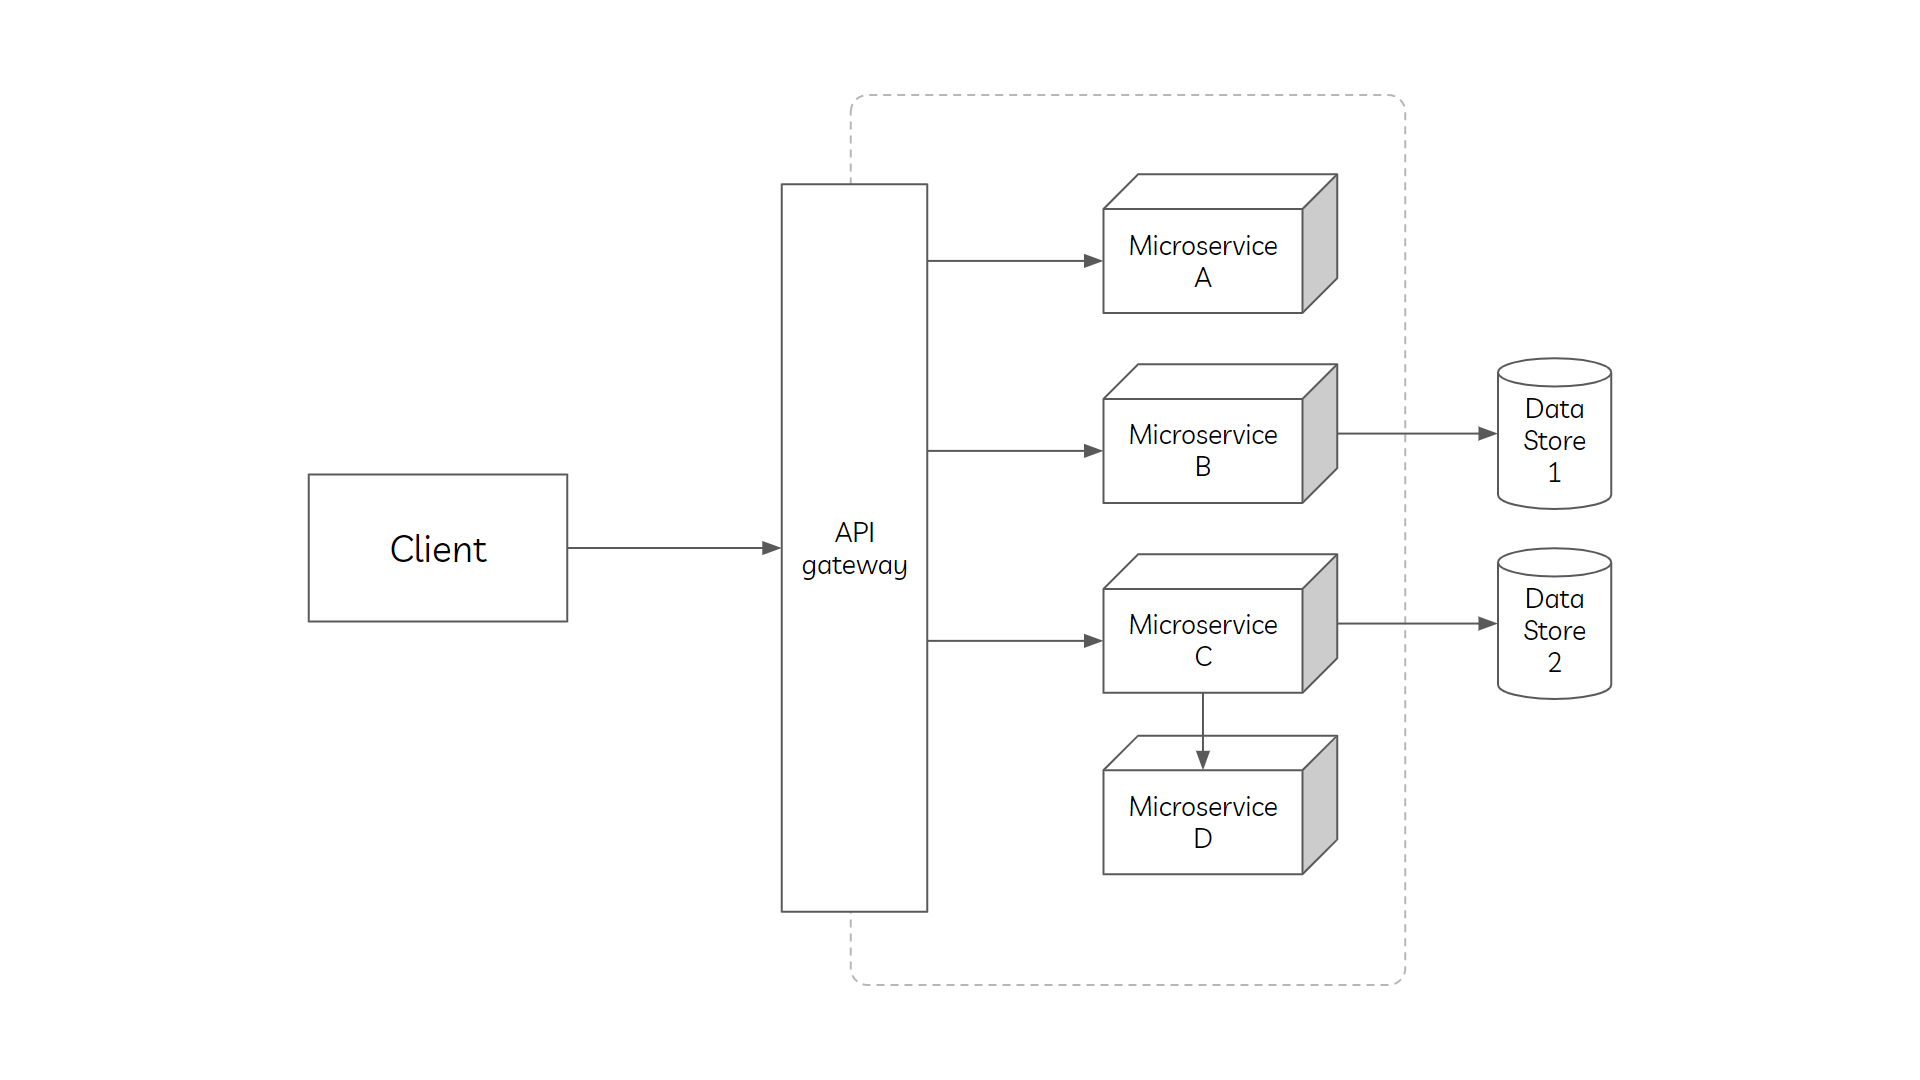 Client
API
gateway
Microservice
A
Microservice
B
Microservice
C
Microservice
D
Data
Store
1
Data
Store
2